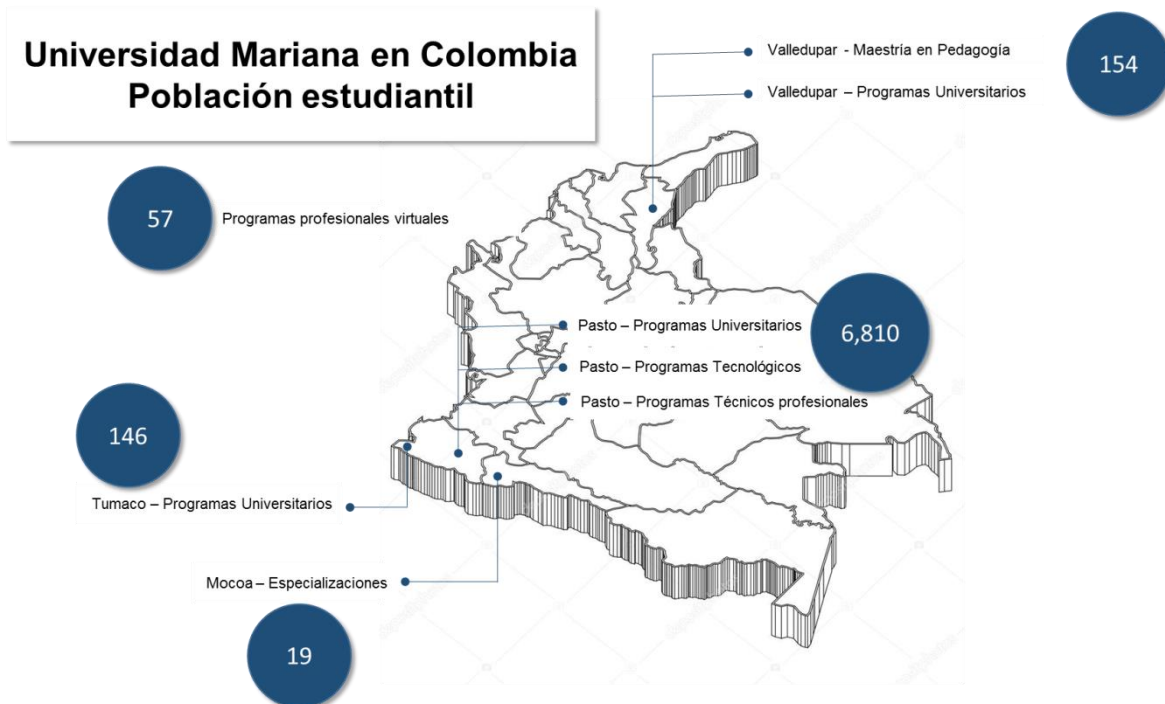 Universidad Mariana en Colombia
Población estudiantil
Valledupar - Maestría en Pedagogía
154
Valledupar – Programas Universitarios
57
Programas profesionales virtuales
Pasto – Programas Universitarios
6,810
Pasto – Programas Tecnológicos
Pasto – Programas Técnicos profesionales
146
Tumaco – Programas Universitarios
Mocoa – Especializaciones
19